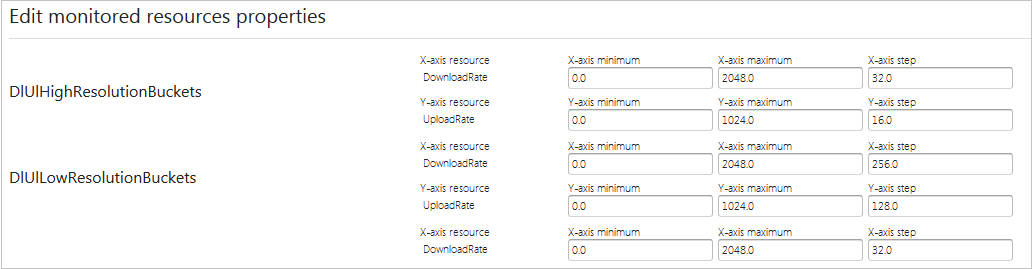 Edit monitored resources properties
X-axis resource X-axis minimum X-axis maximum X-axis step
DownloadRate 0.0 2048.0 32.0
DlUlHighResolutionBuckets
Y-axis resource Y-axis minimum Y-axis maximum Y-axis step
UploadRate 0.0 1024.0 16.0
X-axis resource X-axis minimum X-axis maximum X-axis step
DownloadRate 0.0 2048.0 256.0
DlUlLowResolutionBuckets
Y-axis resource Y-axis minimum Y-axis maximum Y-axis step
UploadRate 0.0 1024.0 128.0
X-axis resource X-axis minimum X-axis maximum X-axis step
DownloadRate 0.0 2048.0 32.0